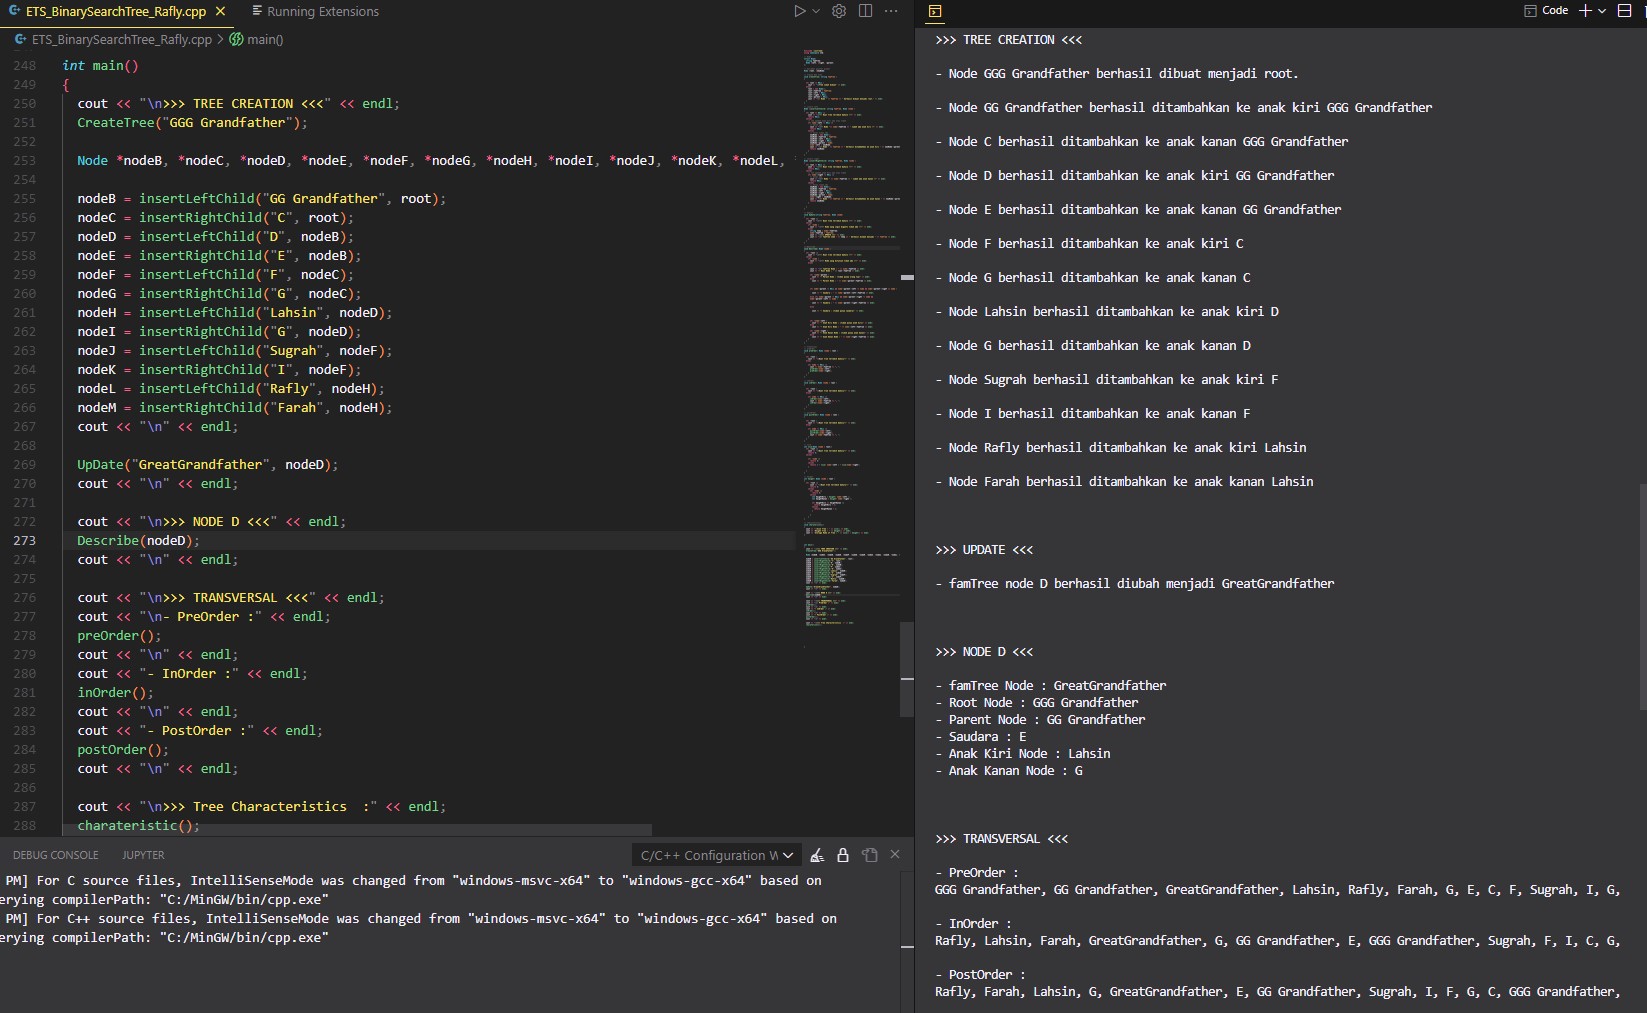 ETS_BinarySearchTree_Rafly.cpp
Running Extensions
ETS_BinarySearchTree_Rafly.cpp > main()
248 int main()
249 {
250 cout << "\n>>> TREE CREATION <<<" << endl;
251 CreateTree("GGG Grandfather");
252
253 Node *nodeB, *nodeC, *nodeD, *nodeE, *nodeF, *nodeG, *nodeH, *nodeI, *nodeJ, *nodeK, *nodeL,
254
255 nodeB = insertLeftChild("GG Grandfather", root);
256 nodeC = insertRightChild("C", root);
257 nodeD = insertLeftChild("D", nodeB);
258 nodeE = insertRightChild("E", nodeB);
259 nodeF = insertLeftChild("F", nodeC);
260 nodeG = insertRightChild("G", nodeC);
261 nodeH = insertLeftChild("Lahsin", nodeD);
262 nodeI = insertRightChild("G", nodeD);
263 nodeJ = insertLeftChild("Sugrah", nodeF);
264 nodeK = insertRightChild("I", nodeF);
265 nodeL = insertLeftChild("Rafly", nodeH);
266 nodeM = insertRightChild("Farah", nodeH);
267 cout << "\n" << endl;
268
269 UpDate("GreatGrandfather", nodeD);
270 cout << "\n" << endl;
271
272 cout << "\n>>> NODE D <<<" << endl;
273 Describe(nodeD);
274 cout << "\n" << endl;
275
276 cout << "\n>>> TRANSVERSAL <<<" << endl;
277 cout << "\n- PreOrder :" << endl;
278 preOrder();
279 cout << "\n" << endl;
280 cout << "- InOrder :" << endl;
281 inOrder();
282 cout << "\n" << endl;
283 cout << "- PostOrder :" << endl;
284 postOrder();
285 cout << "\n" << endl;
286
287 cout << "\n>>> Tree Characteristics  :" << endl;
288 charateristic();
DEBUG CONSOLE JUPYTER
C/C++ Configuration W
PM] For C source files, IntelliSenseMode was changed from "windows-msvc-x64" to "windows-gcc-x64" based on
erying compilerPath: "C:/MinGW/bin/cpp.exe"
PM] For C++ source files, IntelliSenseMode was changed from "windows-msvc-x64" to "windows-gcc-x64" based on
erying compilerPath: "C:/MinGW/bin/cpp.exe"
Code
>>> TREE CREATION <<<
- Node GGG Grandfather berhasil dibuat menjadi root.
- Node GG Grandfather berhasil ditambahkan ke anak kiri GGG Grandfather
- Node C berhasil ditambahkan ke anak kanan GGG Grandfather
- Node D berhasil ditambahkan ke anak kiri GG Grandfather
- Node E berhasil ditambahkan ke anak kanan GG Grandfather
- Node F berhasil ditambahkan ke anak kiri C
- Node G berhasil ditambahkan ke anak kanan C
- Node Lahsin berhasil ditambahkan ke anak kiri D
- Node G berhasil ditambahkan ke anak kanan D
- Node Sugrah berhasil ditambahkan ke anak kiri F
- Node I berhasil ditambahkan ke anak kanan F
- Node Rafly berhasil ditambahkan ke anak kiri Lahsin
- Node Farah berhasil ditambahkan ke anak kanan Lahsin
>>> UPDATE <<<
- famTree node D berhasil diubah menjadi GreatGrandfather
>>> NODE D <<<
- famTree Node : GreatGrandfather
- Root Node : GGG Grandfather
- Parent Node : GG Grandfather
- Saudara : E
- Anak Kiri Node : Lahsin
- Anak Kanan Node : G
>>> TRANSVERSAL <<<
- PreOrder :
GGG Grandfather, GG Grandfather, GreatGrandfather, Lahsin, Rafly, Farah, G, E, C, F, Sugrah, I, G,
- InOrder :
Rafly, Lahsin, Farah, GreatGrandfather, G, GG Grandfather, E, GGG Grandfather, Sugrah, F, I, C, G,
- PostOrder :
Rafly, Farah, Lahsin, G, GreatGrandfather, E, GG Grandfather, Sugrah, I, F, G, C, GGG Grandfather,